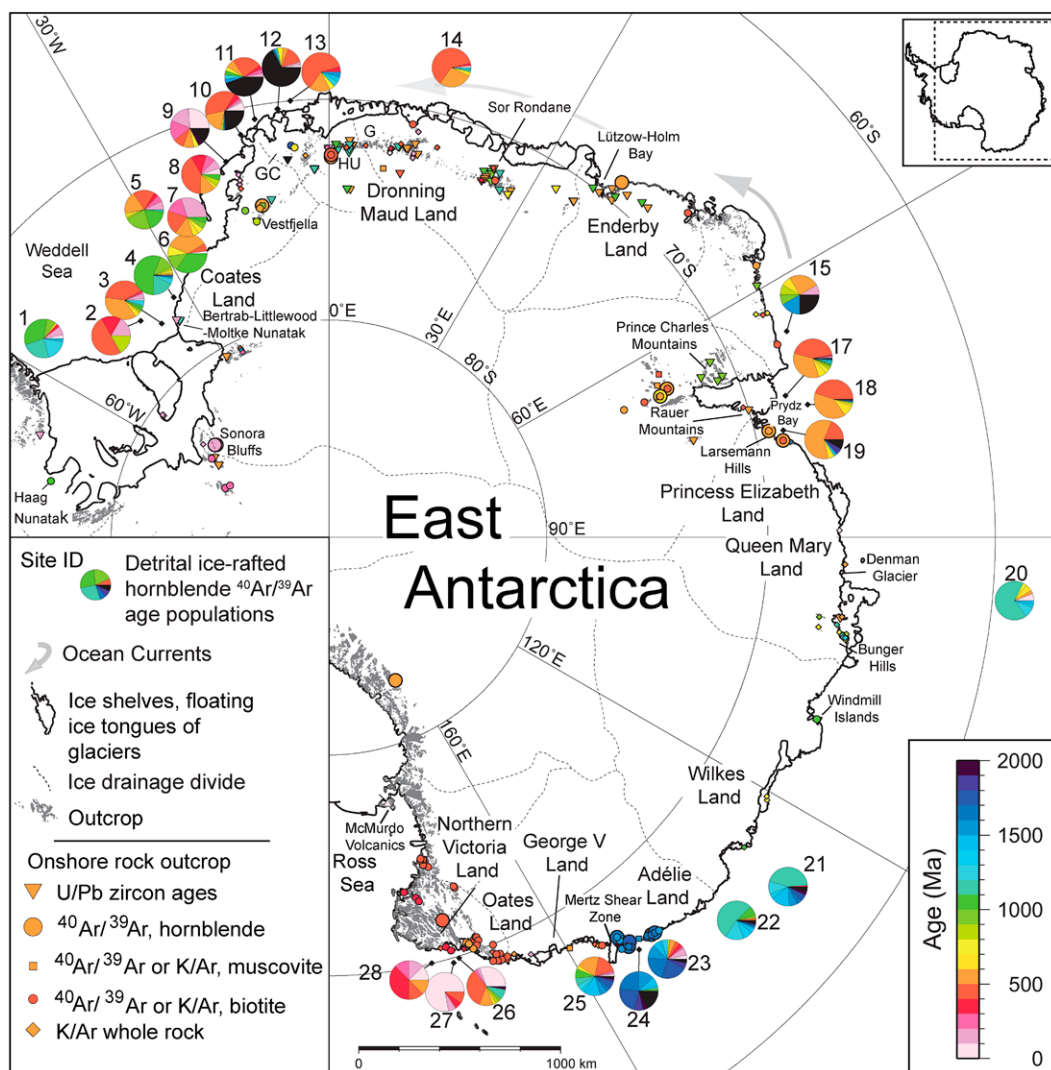 30°W
11
12
13
14
10
9
8
5
7
6
4
3
2
1
60°S
Sor Rondane
Lützow-Holm
Bay
G
HU
GC
Dronning
Maud Land
Vestfjella
Enderby
Land
70°S
Weddell
Sea
Coates
Land
Bertrab-Littlewood
-Moltke Nunatak
0°E
30°E
80°S
60°E
15
Prince Charles
Mountains
17
18
19
60°W
Rauer
Mountains
Prydz
Bay
Larsemann
Hills
Sonora
Bluffs
Haag
Nunatak
Princess Elizabeth
Land
East
Antarctica
90°E
Queen Mary
Land
Denman
Glacier
20
Bunger
Hills
Windmill
Islands
120°E
160°E
Site ID
Detrital ice-rafted
hornblende ⁴⁰Ar/³⁹Ar
age populations
Ocean Currents
Ice shelves, floating
ice tongues of
glaciers
Ice drainage divide
Outcrop
Onshore rock outcrop
U/Pb zircon ages
⁴⁰Ar/³⁹Ar, hornblende
⁴⁰Ar/³⁹Ar or K/Ar, muscovite
⁴⁰Ar/³⁹Ar or K/Ar, biotite
K/Ar whole rock
McMurdo
Volcanics
Ross
Sea
Northern
Victoria
Land
Oates
Land
George V
Land
Mertz Shear
Zone
Adélie
Land
Wilkes
Land
21
22
23
24
25
26
27
28
0
1000 km
Age (Ma)
2000
1500
1000
500
0